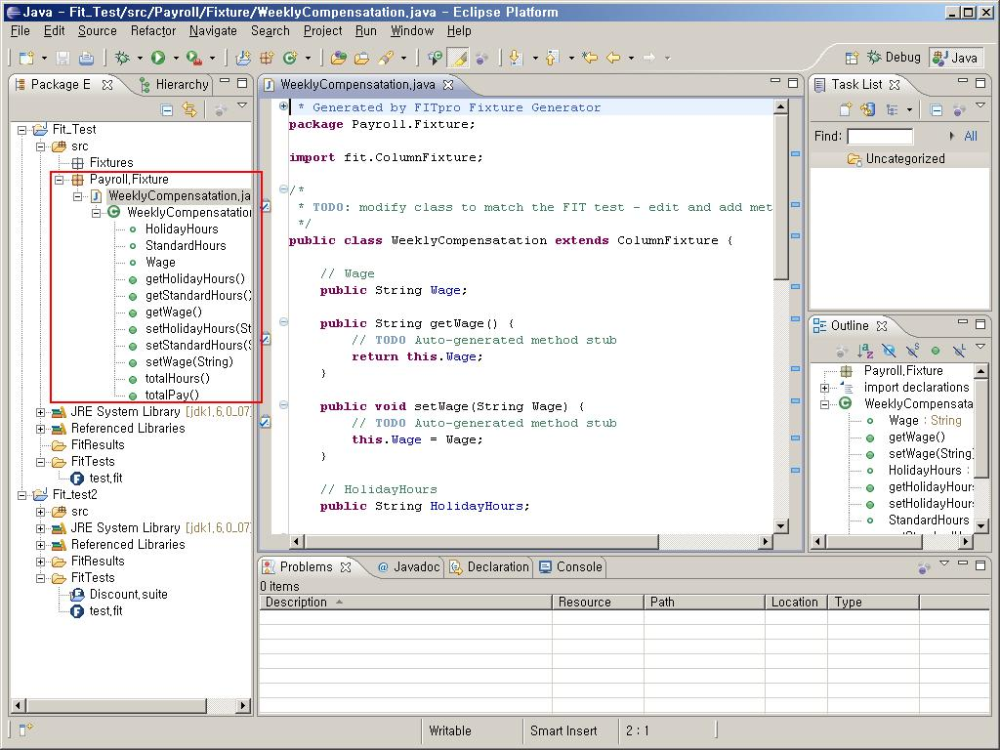 Java - Fit_Test/src/Payroll/Fixture/WeeklyCompensatation.java - Eclipse Platform
File Edit Source Refactor Navigate Search Project Run Window Help
Debug Java
Package E Hierarchy
Fit_Test
src
Fixtures
Payroll.Fixture
WeeklyCompensatation.ja
WeeklyCompensatation
HolidayHours
StandardHours
Wage
getHolidayHours()
getStandardHours()
getWage()
setHolidayHours(St
setStandardHours(S
setWage(String)
totalHours()
totalPay()
JRE System Library [jdk1.6.0_07]
Referenced Libraries
FitResults
FitTests
test.fit
Fit_test2
src
JRE System Library [jdk1.6.0_07]
Referenced Libraries
FitResults
FitTests
Discount.suite
test.fit
WeeklyCompensatation.java
* Generated by FITpro Fixture Generator
package Payroll.Fixture;
import fit.ColumnFixture;
/*
* TODO: modify class to match the FIT test - edit and add met
*/
public class WeeklyCompensatation extends ColumnFixture {
// Wage
public String Wage;
public String getWage() {
// TODO Auto-generated method stub
return this.Wage;
}
public void setWage(String Wage) {
// TODO Auto-generated method stub
this.Wage = Wage;
}
// HolidayHours
public String HolidayHours;
Task List
Find: All
Uncategorized
Outline
Payroll.Fixture
import declarations
WeeklyCompensata
Wage : String
getWage()
setWage(String)
HolidayHours :
getHolidayHours
setHolidayHours
StandardHours
Problems Javadoc Declaration Console
0 items
Description Resource Path Location Type
Writable Smart Insert 2 : 1